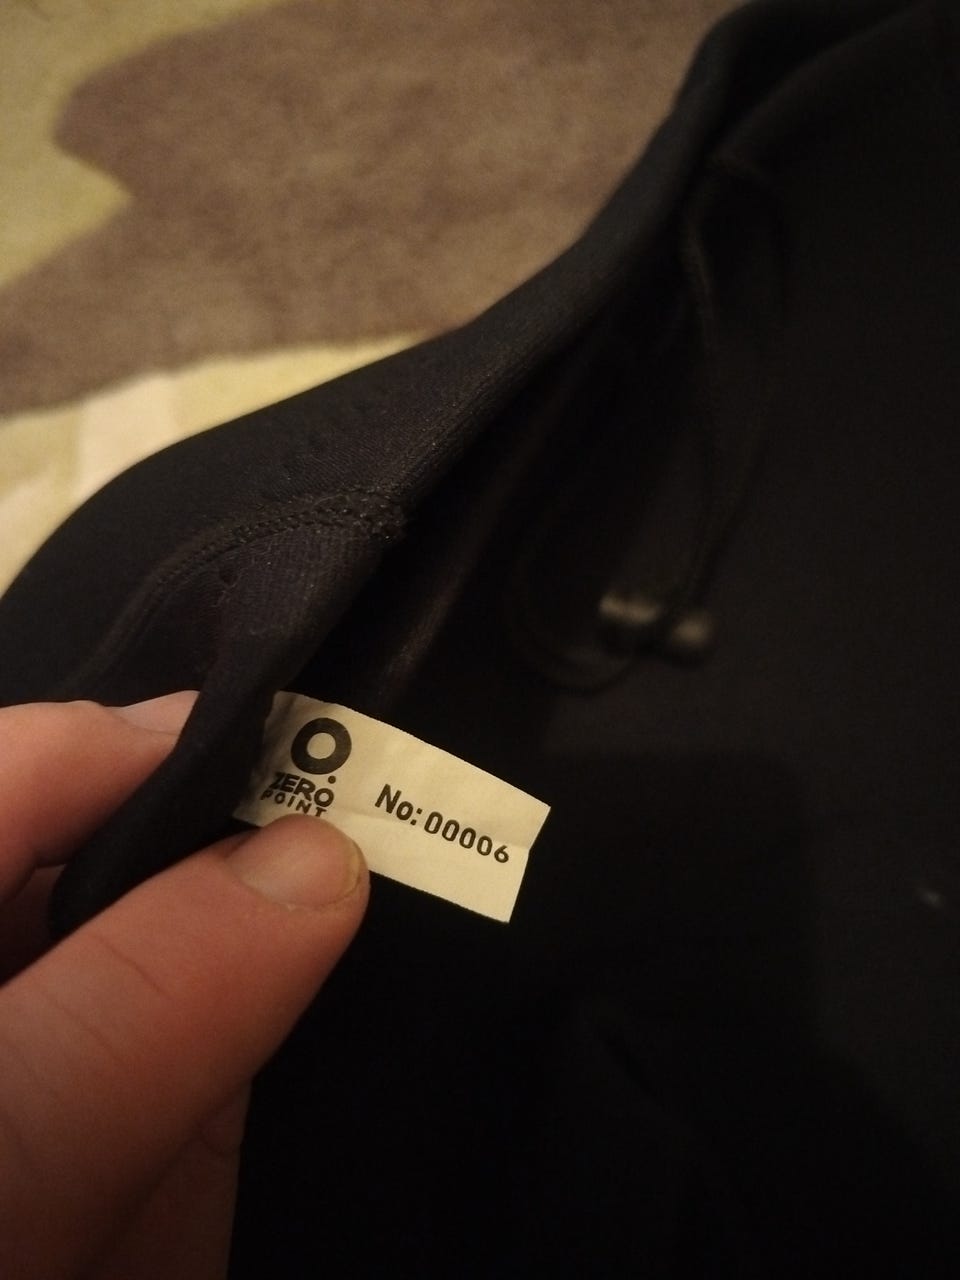 O.
ZERO
POINT
No:00006